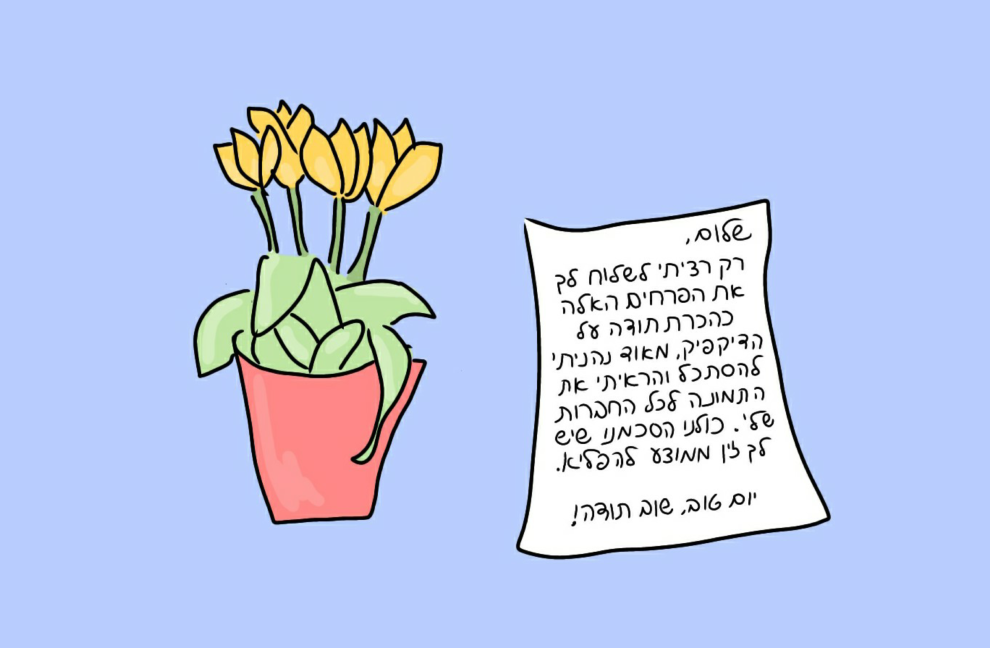 שלום,
רק רציתי לשלוח לך
את הפרחים האלה
כהכרת תודה על
הדיקפיק, מאוד נהניתי
להסתכל והראיתי את
התמונה לכל החברות
שלי. כולנו הסכמנו שיש
לך זין ממוצע להפליא.
יום טוב, שוב תודה!